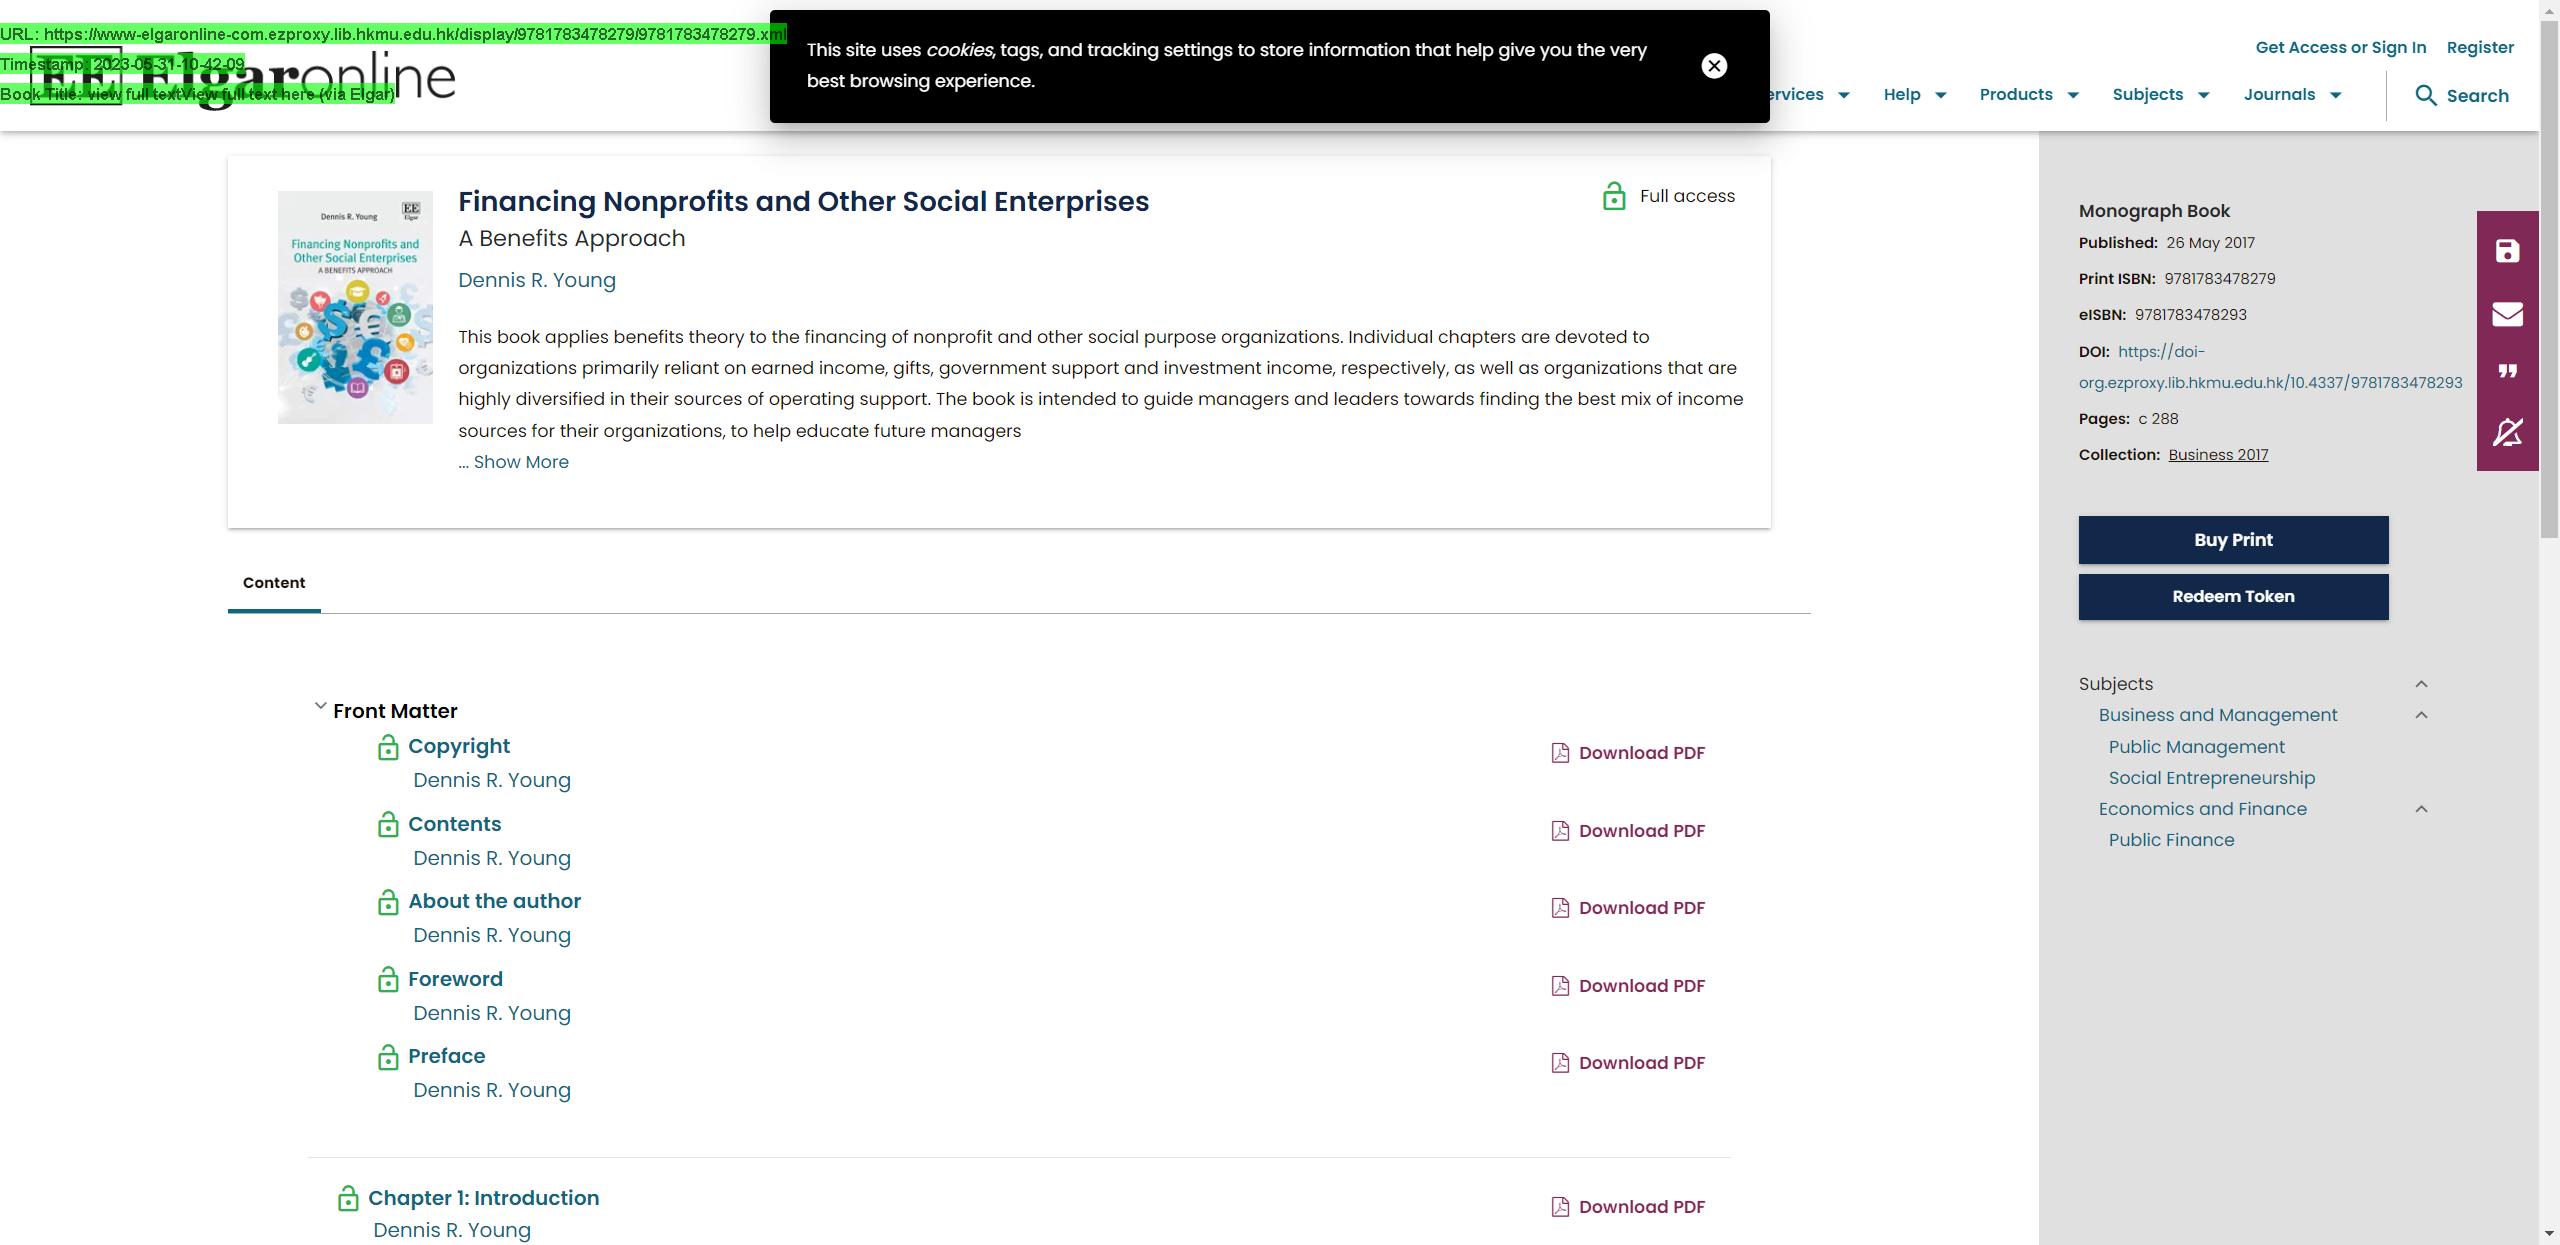 URL: https://www-elgaronline-com.ezproxy.lib.hkmu.edu.hk/display/9781783478279/9781783478279.xml
Timestamp: 2023-05-31-10-42-09
Book Title: view full textView full text here (via Elgar)
EE Elgaronline
This site uses cookies, tags, and tracking settings to store information that help give you the very
best browsing experience.
Get Access or Sign In Register
ervices Help Products Subjects Journals Search
Dennis R. Young
EE
Elgar
Financing Nonprofits and
Other Social Enterprises
A BENEFITS APPROACH
Financing Nonprofits and Other Social Enterprises
Full access
A Benefits Approach
Dennis R. Young
This book applies benefits theory to the financing of nonprofit and other social purpose organizations. Individual chapters are devoted to
organizations primarily reliant on earned income, gifts, government support and investment income, respectively, as well as organizations that are
highly diversified in their sources of operating support. The book is intended to guide managers and leaders towards finding the best mix of income
sources for their organizations, to help educate future managers
... Show More
Content
Front Matter
Copyright Download PDF
Dennis R. Young
Contents Download PDF
Dennis R. Young
About the author Download PDF
Dennis R. Young
Foreword Download PDF
Dennis R. Young
Preface Download PDF
Dennis R. Young
Chapter 1: Introduction Download PDF
Dennis R. Young
Monograph Book
Published: 26 May 2017
Print ISBN: 9781783478279
eISBN: 9781783478293
DOI: https://doi-
org.ezproxy.lib.hkmu.edu.hk/10.4337/9781783478293
Pages: c 288
Collection: Business 2017
Buy Print
Redeem Token
Subjects
Business and Management
Public Management
Social Entrepreneurship
Economics and Finance
Public Finance